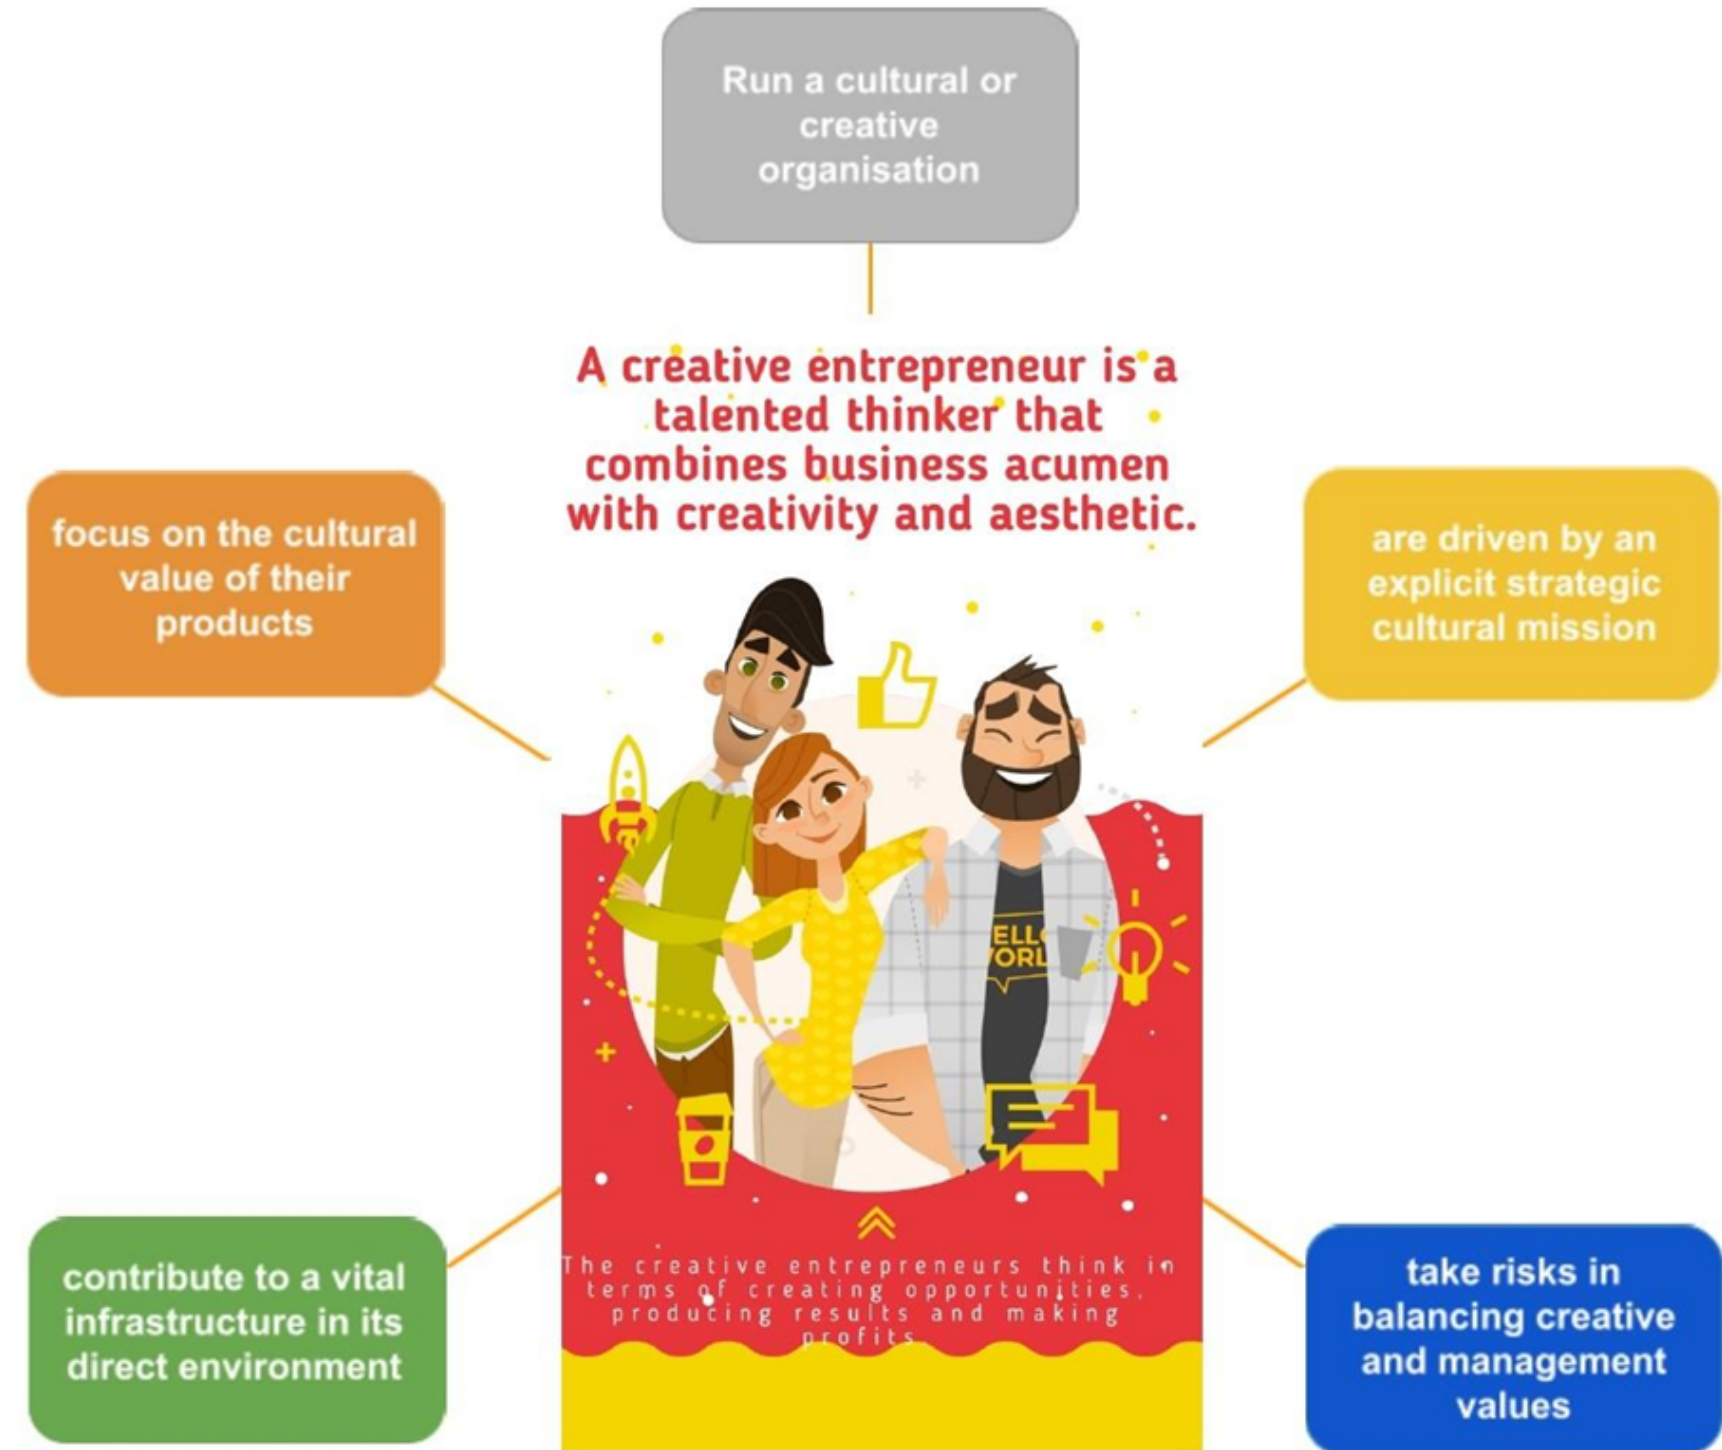 Run a cultural or
creative
organisation
A creative entrepreneur is a
talented thinker that
combines business acumen
with creativity and aesthetic.
focus on the cultural
value of their
products
are driven by an
explicit strategic
cultural mission
ELLO
ORL
contribute to a vital
infrastructure in its
direct environment
The creative entrepreneurs think in
terms of creating opportunities,
producing results and making
profits.
take risks in
balancing creative
and management
values